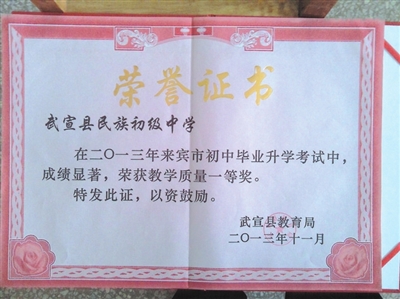 荣誉证书
武宣县民族初级中学
在二〇一三年来宾市初中毕业升学考试中，
成绩显著，荣获教学质量一等奖。
特发此证，以资鼓励。
武宣县教育局
二〇一三年十一月